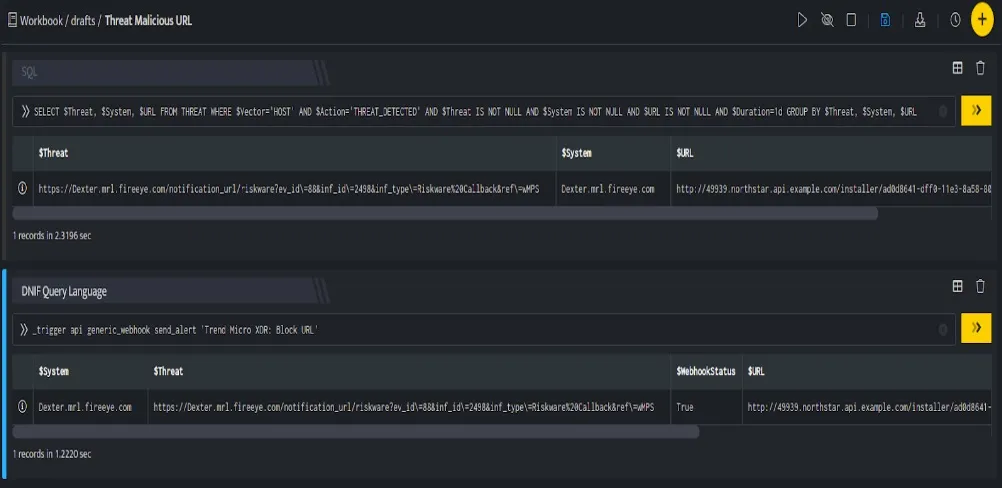 Workbook / drafts / Threat Malicious URL
SQL
SELECT $Threat, $System, $URL FROM THREAT WHERE $Vector='HOST' AND $Action='THREAT_DETECTED' AND $Threat IS NOT NULL AND $System IS NOT NULL AND $URL IS NOT NULL AND $Duration=1d GROUP BY $Threat, $System, $URL
$Threat $System $URL
https://Dexter.mrl.fireeye.com/notification_url/riskware?ev_id\=88&inf_id\=2498&inf_type\=Riskware%20Callback&ref\=wMPS Dexter.mrl.fireeye.com http://49939.northstar.api.example.com/installer/ad0d8641-dff0-11e3-8a58-80
1 records in 2.3196 sec
DNIF Query Language
_trigger api generic_webhook send_alert 'Trend Micro XDR: Block URL'
$System $Threat $WebhookStatus $URL
Dexter.mrl.fireeye.com https://Dexter.mrl.fireeye.com/notification_url/riskware?ev_id\=88&inf_id\=2498&inf_type\=Riskware%20Callback&ref\=wMPS True http://49939.northstar.api.example.com/installer/ad0d8641-
1 records in 1.2220 sec